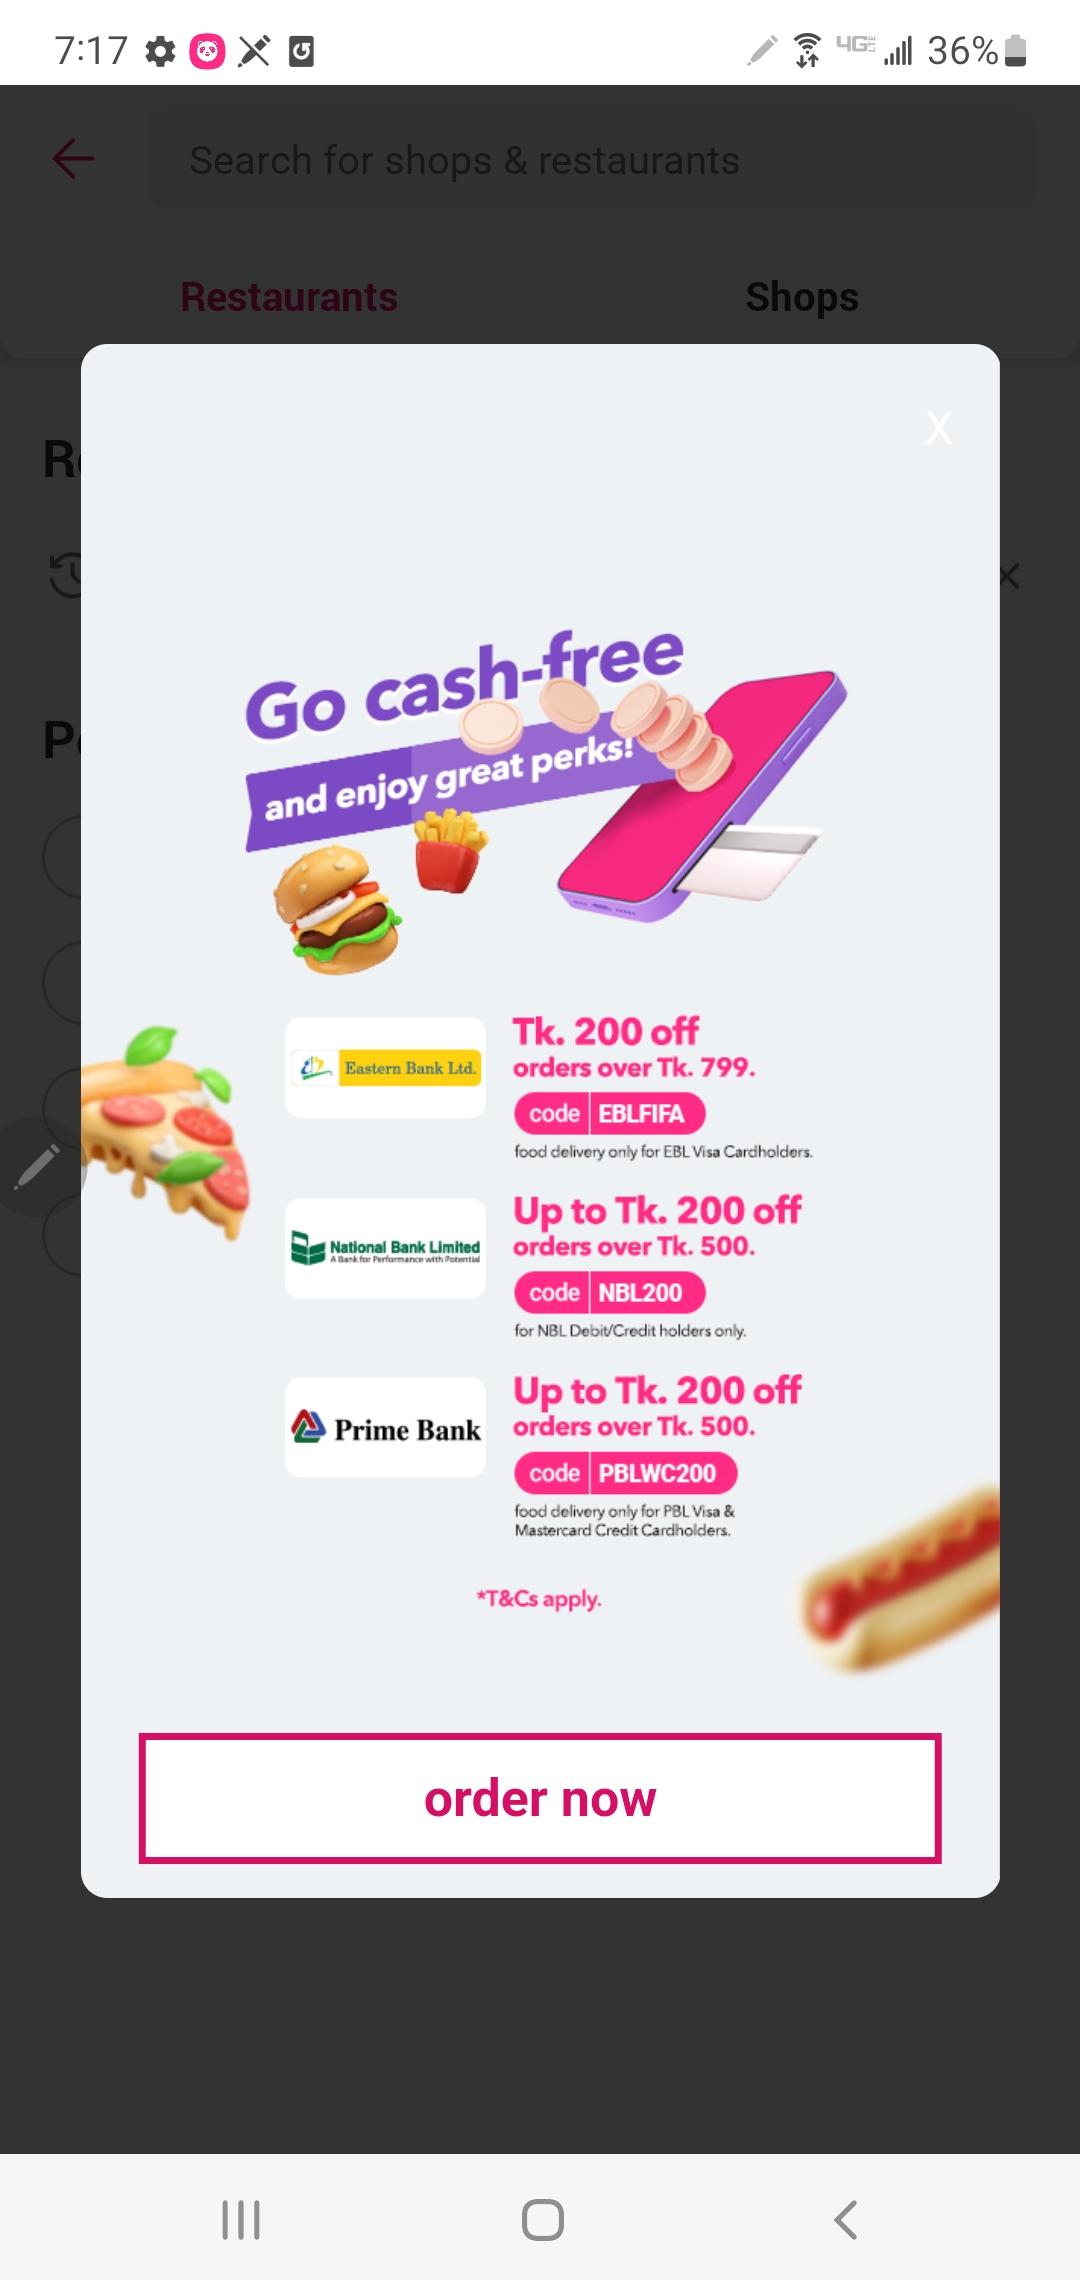 7:17
4G LTE 36%
Search for shops & restaurants
Restaurants Shops
X
Go cash-free
and enjoy great perks!
Eastern Bank Ltd.
Tk. 200 off
orders over Tk. 799.
code EBLFIFA
food delivery only for EBL Visa Cardholders.
National Bank Limited
A Bank for Performance with Potential
Up to Tk. 200 off
orders over Tk. 500.
code NBL200
for NBL Debit/Credit holders only.
Prime Bank
Up to Tk. 200 off
orders over Tk. 500.
code PBLWC200
food delivery only for PBL Visa &
Mastercard Credit Cardholders.
*T&Cs apply.
order now